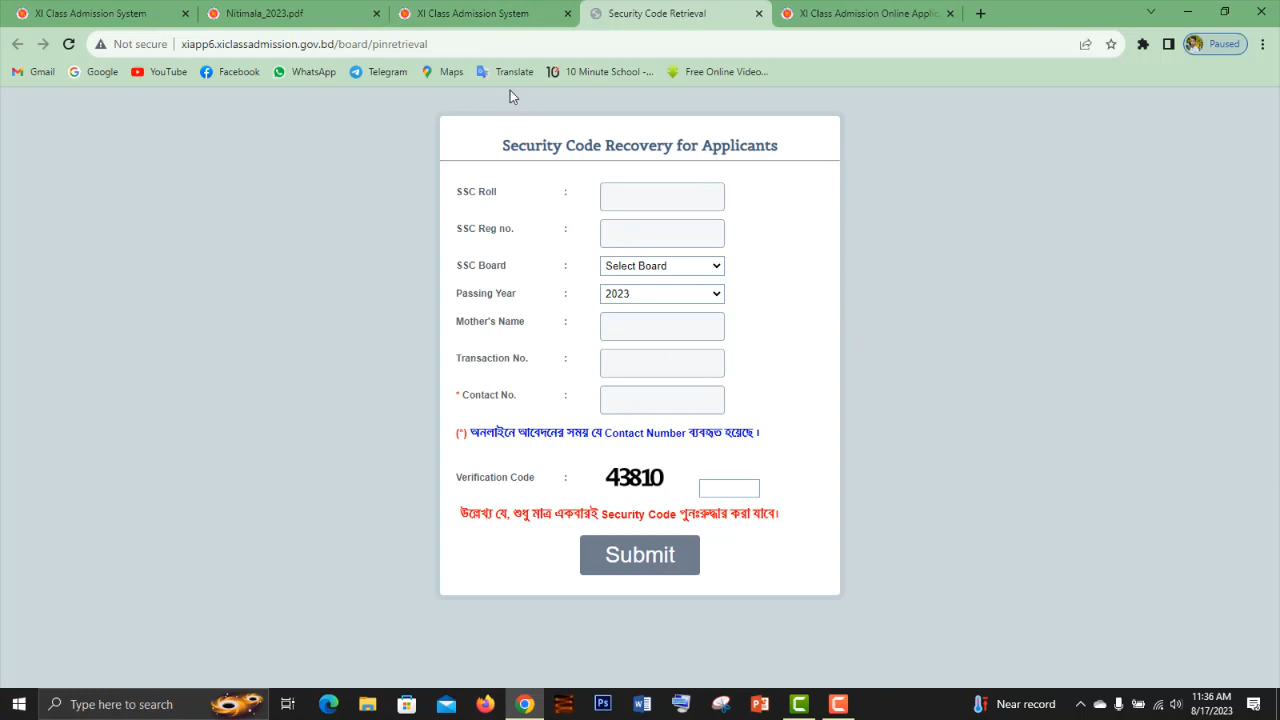 XI Class Admission System
Nitimala_2023.pdf
XI Class Admission System
Security Code Retrieval
XI Class Admission Online Applic
Not secure
xiapp6.xiclassadmission.gov.bd/board/pinretrieval
Paused
Gmail
Google
YouTube
Facebook
WhatsApp
Telegram
Maps
Translate
10 Minute School -...
Free Online Video...
Security Code Recovery for Applicants
SSC Roll :
SSC Reg no. :
SSC Board : Select Board
Passing Year : 2023
Mother's Name :
Transaction No. :
* Contact No. :
(*) অনলাইনে আবেদনের সময় যে Contact Number ব্যবহৃত হয়েছে ।
Verification Code : 43810
উল্লেখ্য যে, শুধু মাত্র একবারই Security Code পুনঃরুদ্ধার করা যাবে।
Submit
Type here to search
Near record
11:36 AM
8/17/2023